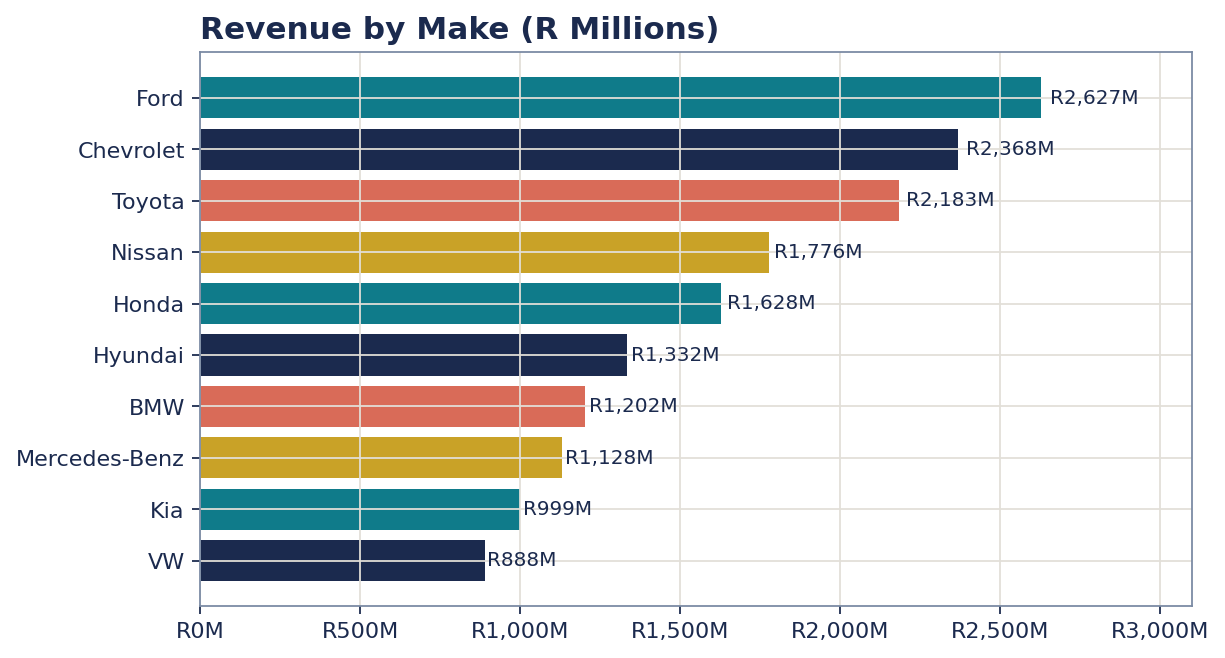 Revenue by Make (R Millions)
Ford R2,627M
Chevrolet R2,368M
Toyota R2,183M
Nissan R1,776M
Honda R1,628M
Hyundai R1,332M
BMW R1,202M
Mercedes-Benz R1,128M
Kia R999M
VW R888M
R0M R500M R1,000M R1,500M R2,000M R2,500M R3,000M